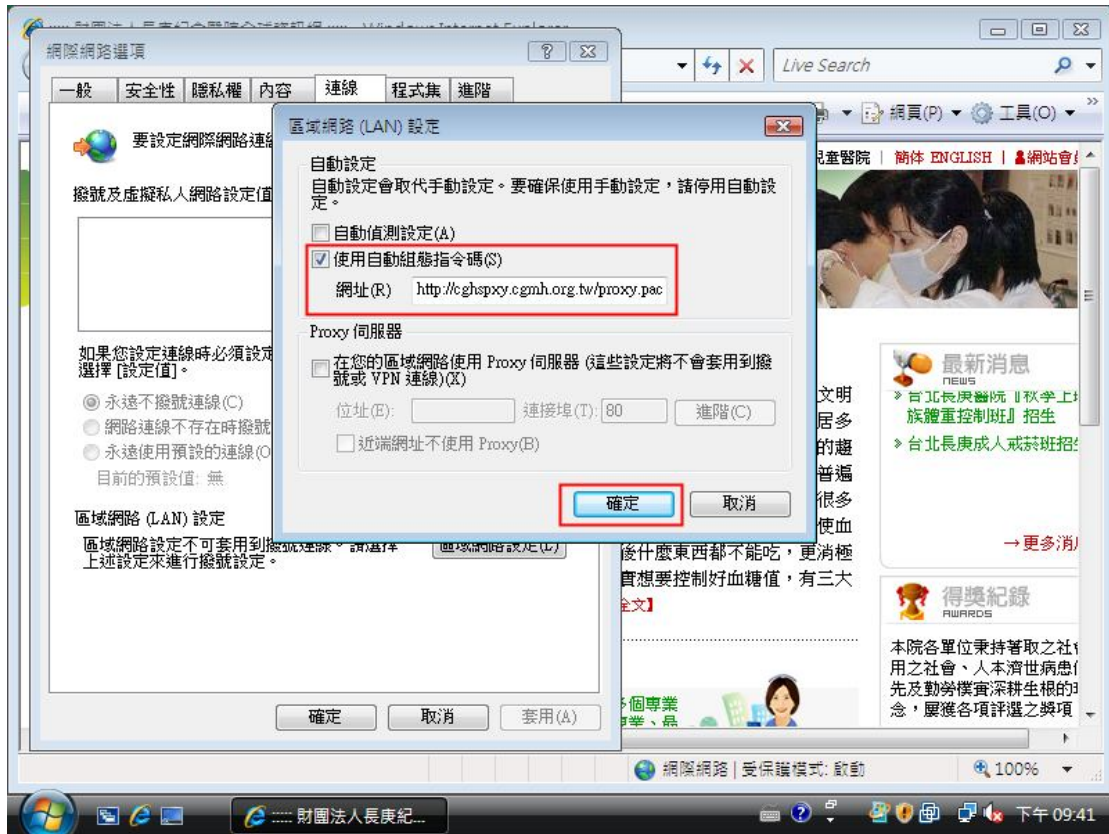 網際網路選項
一般 安全性 隱私權 內容 連線 程式集 進階
Live Search
網頁(P) 工具(O)
要設定網際網路連
撥號及虛擬私人網路設定值
如果您設定連線時必須設定
選擇 [設定值]。
永遠不撥號連線(C)
網路連線不存在時撥號
永遠使用預設的連線(O
目前的預設值: 無
區域網路 (LAN) 設定
區域網路設定不可套用到撥號連線。請選擇
上述設定來進行撥號設定。
區域網路設定(L)
確定 取消 套用(A)
區域網路 (LAN) 設定
自動設定
自動設定會取代手動設定。要確保使用手動設定，請停用自動設
定。
自動偵測設定(A)
使用自動組態指令碼(S)
網址(R) http://cghspxy.cgmh.org.tw/proxy.pac
Proxy 伺服器
在您的區域網路使用 Proxy 伺服器 (這些設定將不會套用到撥
號或 VPN 連線)(X)
位址(E): 連接埠(T): 80 進階(C)
近端網址不使用 Proxy(B)
確定 取消
兒童醫院 | 簡体 ENGLISH | 網站會
文明
居多
的趨
普遍
很多
使血
後什麼東西都不能吃，更消極
實想要控制好血糖值，有三大
全文】
最新消息
NEWS
台北長庚醫院『秋季上
族體重控制班』招生
台北長庚成人戒菸班招
→更多消
得獎紀錄
AWARDS
本院各單位秉持著取之社
用之社會、人本濟世病患
先及勤勞樸實深耕生根的
念，屢獲各項評選之獎項
個專業
網際網路 | 受保護模式: 啟動 100%
::::: 財團法人長庚紀...
下午 09:41